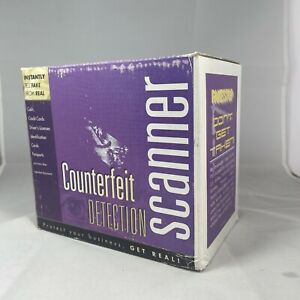 INSTANTLY
TELL FAKE
FROM REAL
Cash
Credit Cards
Driver's Licenses
Identification
Cards
Passports
Counterfeit
DETECTION
scanner
Protect your business, GET REAL!
DON'T
GET
TAKEN